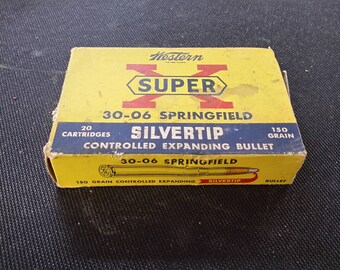 Western
X
SUPER
30-06 SPRINGFIELD
20 CARTRIDGES
SILVERTIP
150 GRAIN
CONTROLLED EXPANDING BULLET
30-06 SPRINGFIELD
150 GRAIN CONTROLLED EXPANDING SILVERTIP BULLET